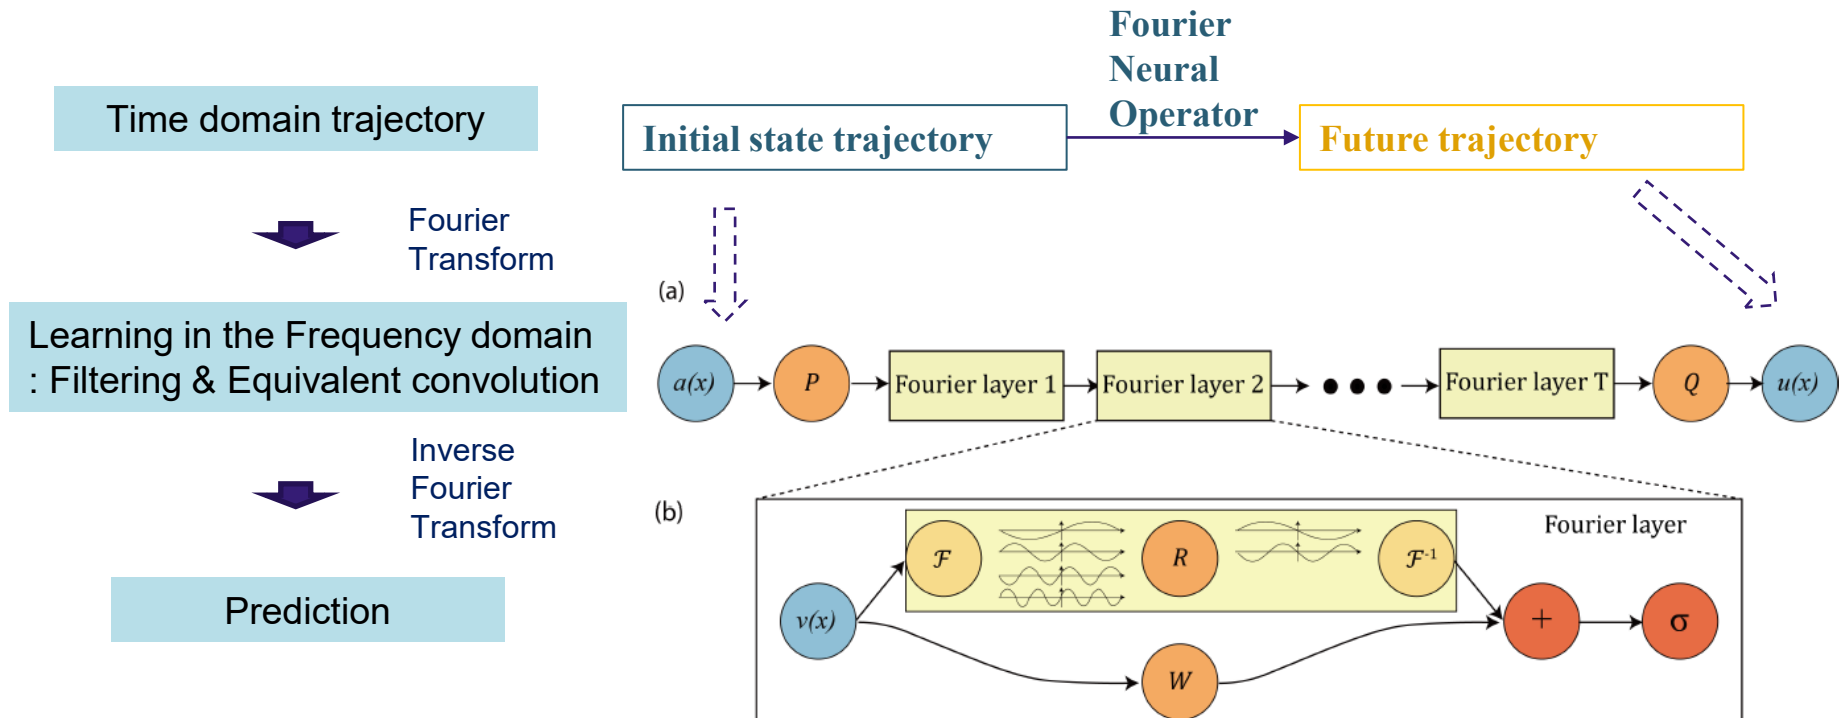 Time domain trajectory
Fourier
Transform
Learning in the Frequency domain
: Filtering & Equivalent convolution
Inverse
Fourier
Transform
Prediction
Fourier
Neural
Operator
Initial state trajectory
Future trajectory
(a)
a(x)
P
Fourier layer 1
Fourier layer 2
Fourier layer T
Q
u(x)
(b)
Fourier layer
v(x)
ℱ
R
ℱ⁻¹
W
+
σ